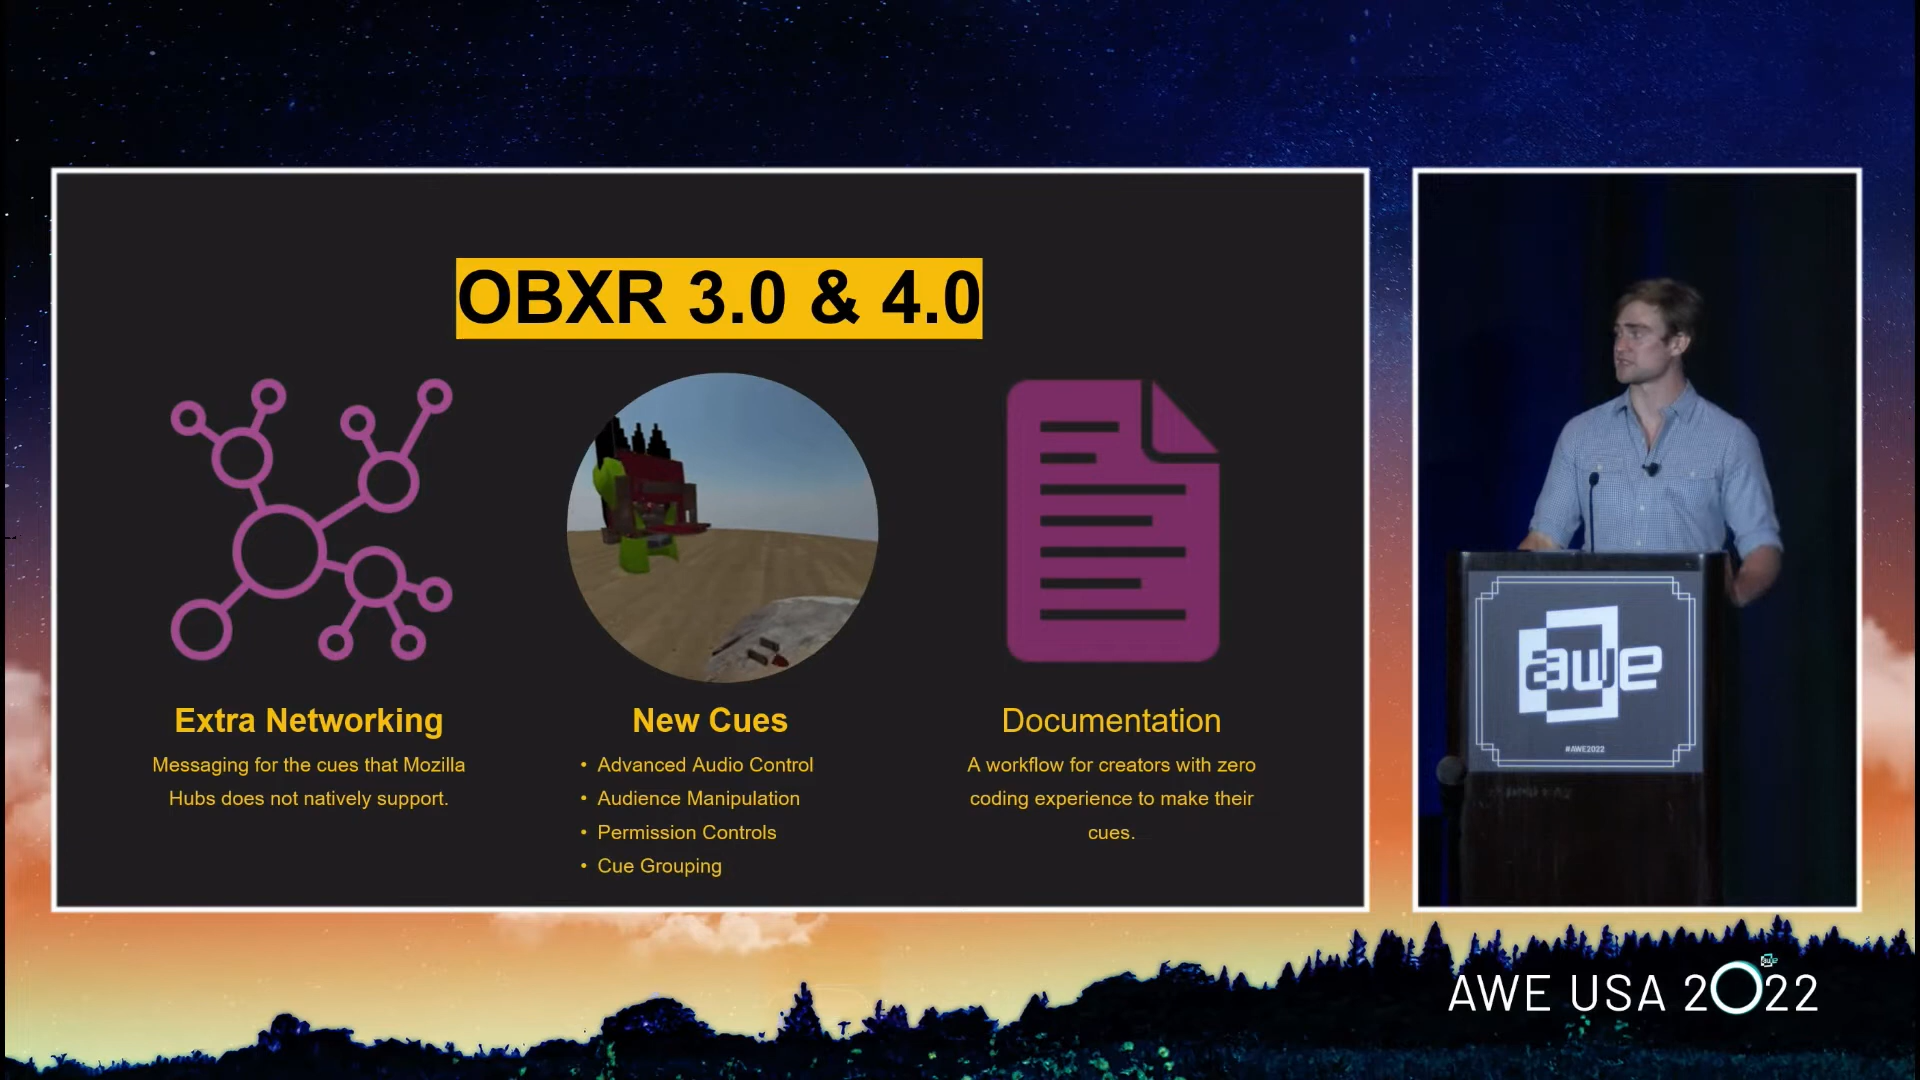 OBXR 3.0 & 4.0
Extra Networking
Messaging for the cues that Mozilla
Hubs does not natively support.
New Cues
• Advanced Audio Control
• Audience Manipulation
• Permission Controls
• Cue Grouping
Documentation
A workflow for creators with zero
coding experience to make their
cues.
awe
#AWE2022
AWE USA 2022